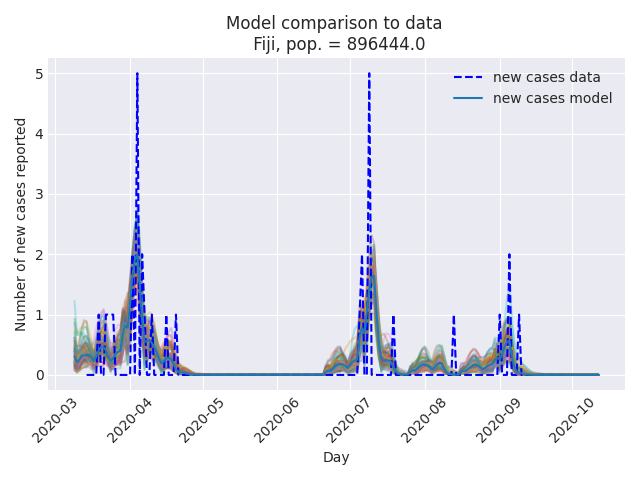 Model comparison to data
Fiji, pop. = 896444.0
new cases data
new cases model
Number of new cases reported
5
4
3
2
1
0
2020-03
2020-04
2020-05
2020-06
2020-07
2020-08
2020-09
2020-10
Day